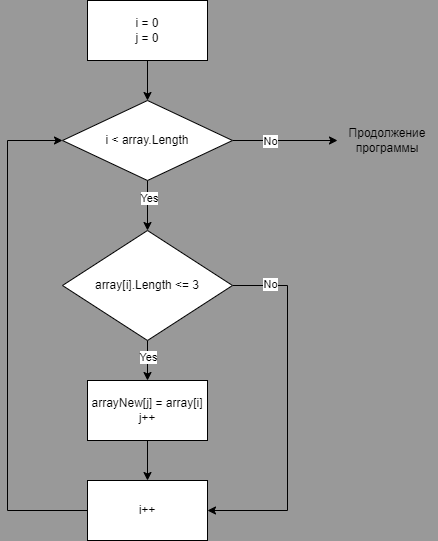 i = 0
j = 0
i < array.Length
No
Продолжение
программы
Yes
array[i].Length <= 3
No
Yes
arrayNew[j] = array[i]
j++
i++